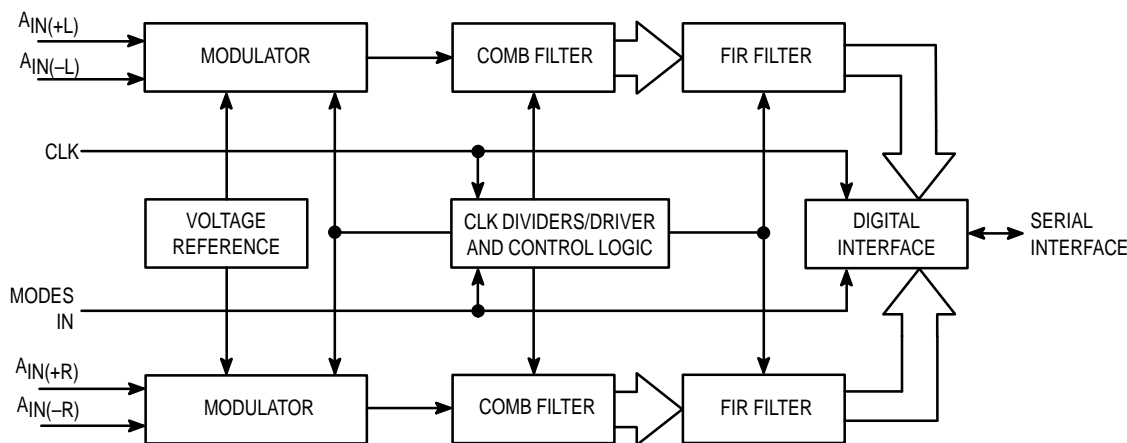 AIN(+L)
AIN(–L)
MODULATOR
COMB FILTER
FIR FILTER
CLK
VOLTAGE
REFERENCE
CLK DIVIDERS/DRIVER
AND CONTROL LOGIC
DIGITAL
INTERFACE
SERIAL
INTERFACE
MODES
IN
AIN(+R)
AIN(–R)
MODULATOR
COMB FILTER
FIR FILTER